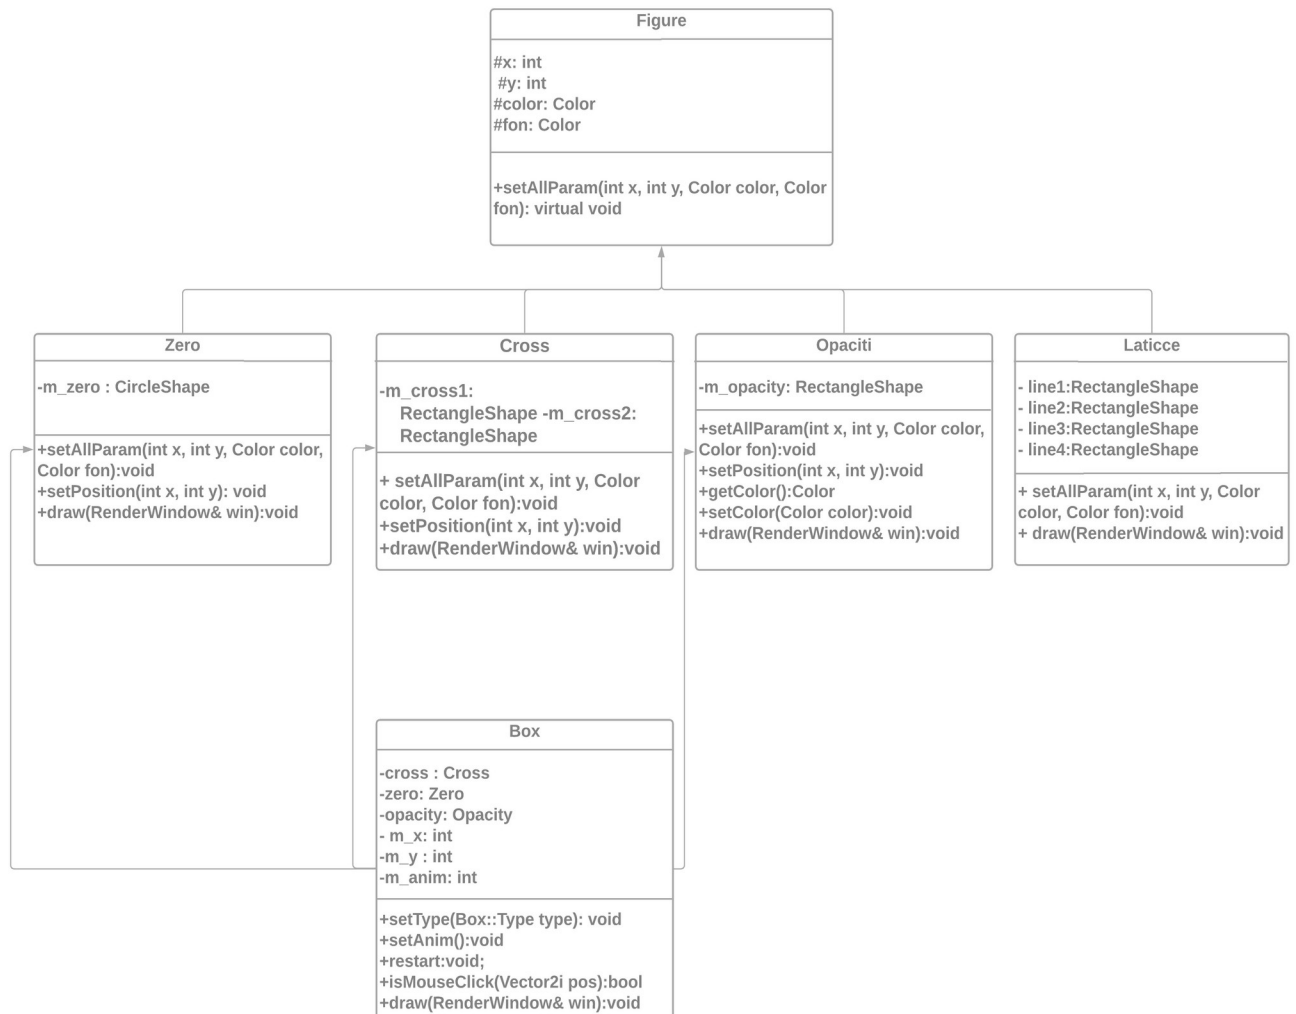 Figure
#x: int
#y: int
#color: Color
#fon: Color
+setAllParam(int x, int y, Color color, Color
fon): virtual void
Zero
-m_zero : CircleShape
+setAllParam(int x, int y, Color color,
Color fon):void
+setPosition(int x, int y): void
+draw(RenderWindow& win):void
Cross
-m_cross1:
RectangleShape -m_cross2:
RectangleShape
+ setAllParam(int x, int y, Color
color, Color fon):void
+setPosition(int x, int y):void
+draw(RenderWindow& win):void
Opaciti
-m_opacity: RectangleShape
+setAllParam(int x, int y, Color color,
Color fon):void
+setPosition(int x, int y):void
+getColor():Color
+setColor(Color color):void
+draw(RenderWindow& win):void
Laticce
- line1:RectangleShape
- line2:RectangleShape
- line3:RectangleShape
- line4:RectangleShape
+ setAllParam(int x, int y, Color
color, Color fon):void
+ draw(RenderWindow& win):void
Box
-cross : Cross
-zero: Zero
-opacity: Opacity
- m_x: int
-m_y : int
-m_anim: int
+setType(Box::Type type): void
+setAnim():void
+restart:void;
+isMouseClick(Vector2i pos):bool
+draw(RenderWindow& win):void